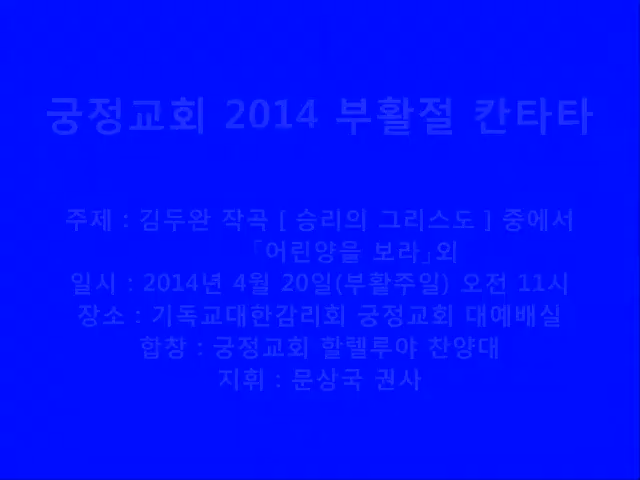 궁정교회 2014 부활절 칸타타
주제 : 김두완 작곡 [ 승리의 그리스도 ] 중에서
「어린양을 보라」외
일시 : 2014년 4월 20일(부활주일) 오전 11시
장소 : 기독교대한감리회 궁정교회 대예배실
합창 : 궁정교회 할렐루야 찬양대
지휘 : 문상국 권사